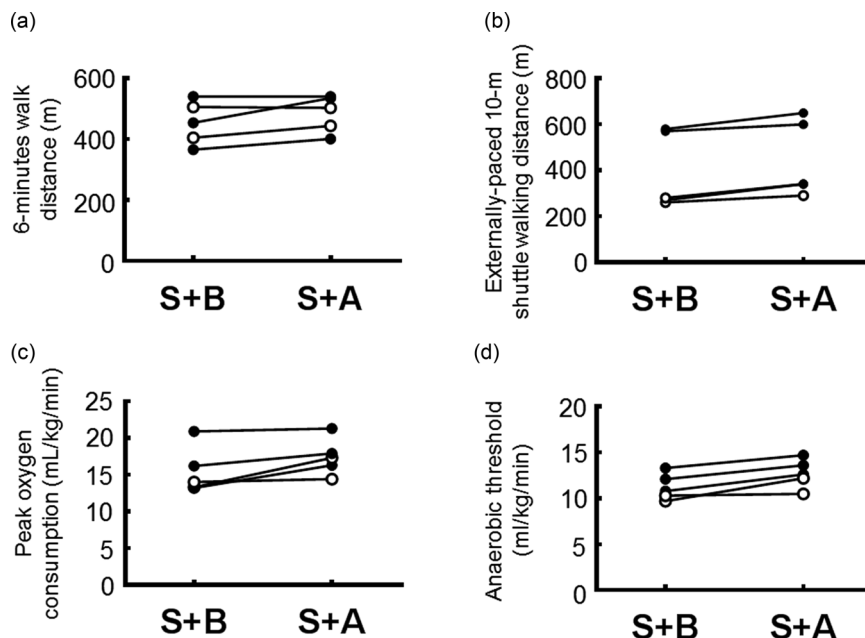 (a)
6-minutes walk
distance (m)
600
400
200
0
S+B
S+A
(b)
Externally-paced 10-m
shuttle walking distance (m)
800
600
400
200
0
S+B
S+A
(c)
Peak oxygen
consumption (mL/kg/min)
25
20
15
10
5
0
S+B
S+A
(d)
Anaerobic threshold
(ml/kg/min)
20
15
10
5
0
S+B
S+A